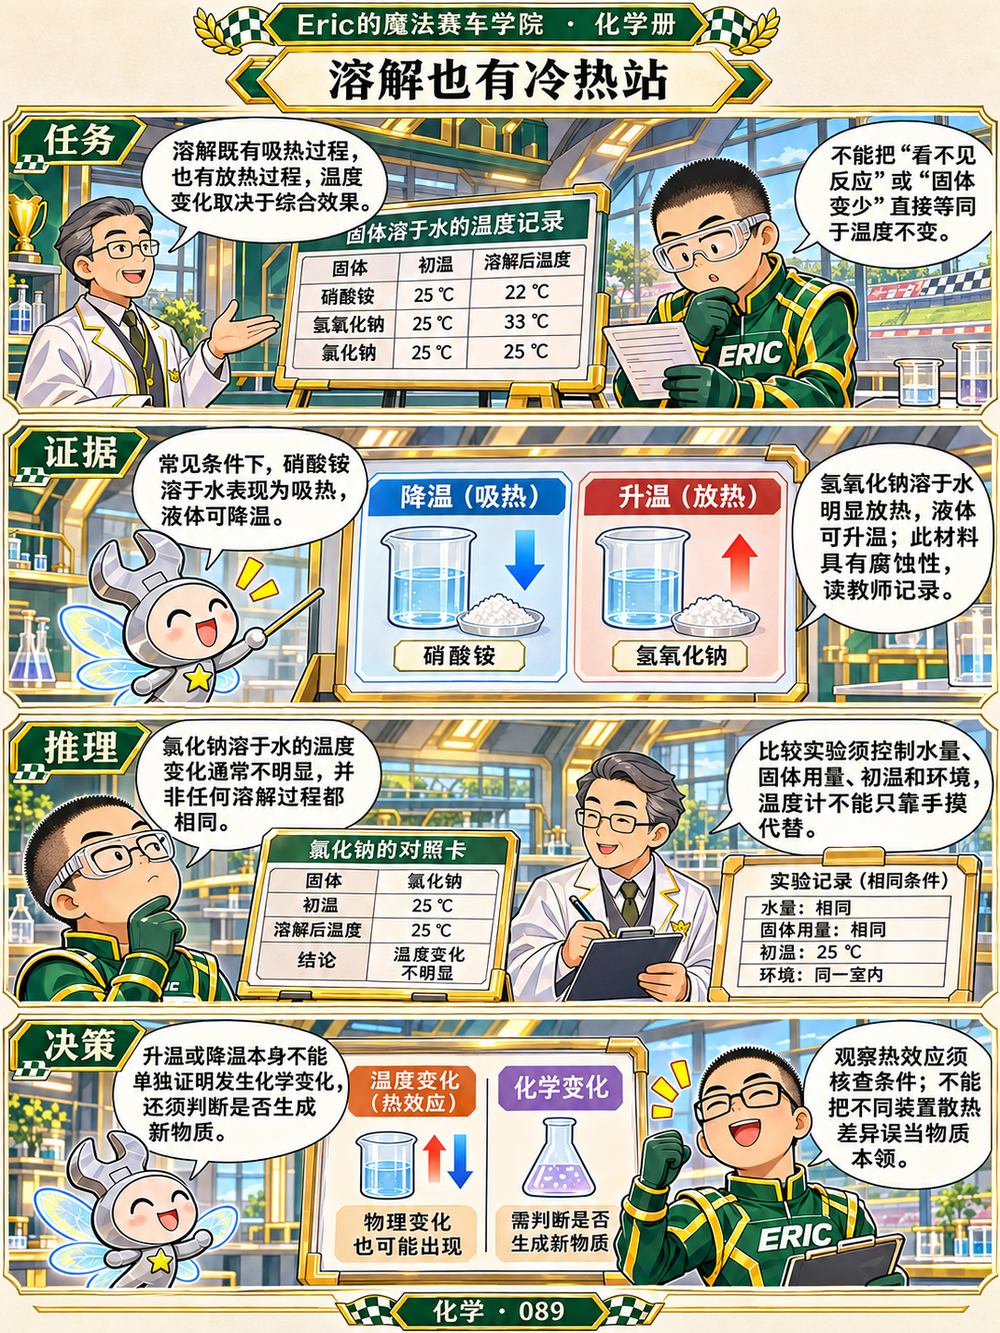 Eric的魔法赛车学院 · 化学册
溶解也有冷热站
任务
溶解既有吸热过程，
也有放热过程，温度
变化取决于综合效果。
固体溶于水的温度记录
固体 初温 溶解后温度
硝酸铵 25 ℃ 22 ℃
氢氧化钠 25 ℃ 33 ℃
氯化钠 25 ℃ 25 ℃
不能把“看不见
反应”或“固体
变少”直接等同
于温度不变。
ERIC
证据
常见条件下，硝酸铵
溶于水表现为吸热，
液体可降温。
降温（吸热）
硝酸铵
升温（放热）
氢氧化钠
氢氧化钠溶于水
明显放热，液体
可升温；此材料
具有腐蚀性，
读教师记录。
推理
氯化钠溶于水的温度
变化通常不明显，并
非任何溶解过程都
相同。
IC
氯化钠的对照卡
固体 氯化钠
初温 25 ℃
溶解后温度 25 ℃
结论 温度变化
不明显
比较实验须控制水量、
固体用量、初温和环境，
温度计不能只靠手摸
代替。
实验记录（相同条件）
水量：相同
固体用量：相同
初温：25 ℃
环境：同一室内
决策
升温或降温本身不能
单独证明发生化学变化，
还须判断是否生成
新物质。
温度变化
（热效应）
物理变化
也可能出现
化学变化
需判断是否
生成新物质
观察热效应须
核查条件；不能
把不同装置散热
差异误当物质
本领。
ERIC
化学 · 089